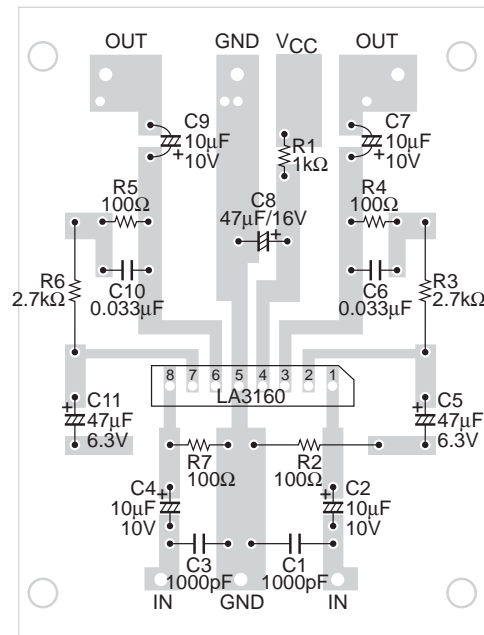 OUT GND VCC OUT
C9
10μF
10V
C7
10μF
10V
R1
1kΩ
R5
100Ω
C8
47μF/16V
R4
100Ω
R6
2.7kΩ
C10
0.033μF
C6
0.033μF
R3
2.7kΩ
8 7 6 5 4 3 2 1
LA3160
C11
47μF
6.3V
C5
47μF
6.3V
R7
100Ω
R2
100Ω
C4
10μF
10V
C2
10μF
10V
C3
1000pF
C1
1000pF
IN GND IN